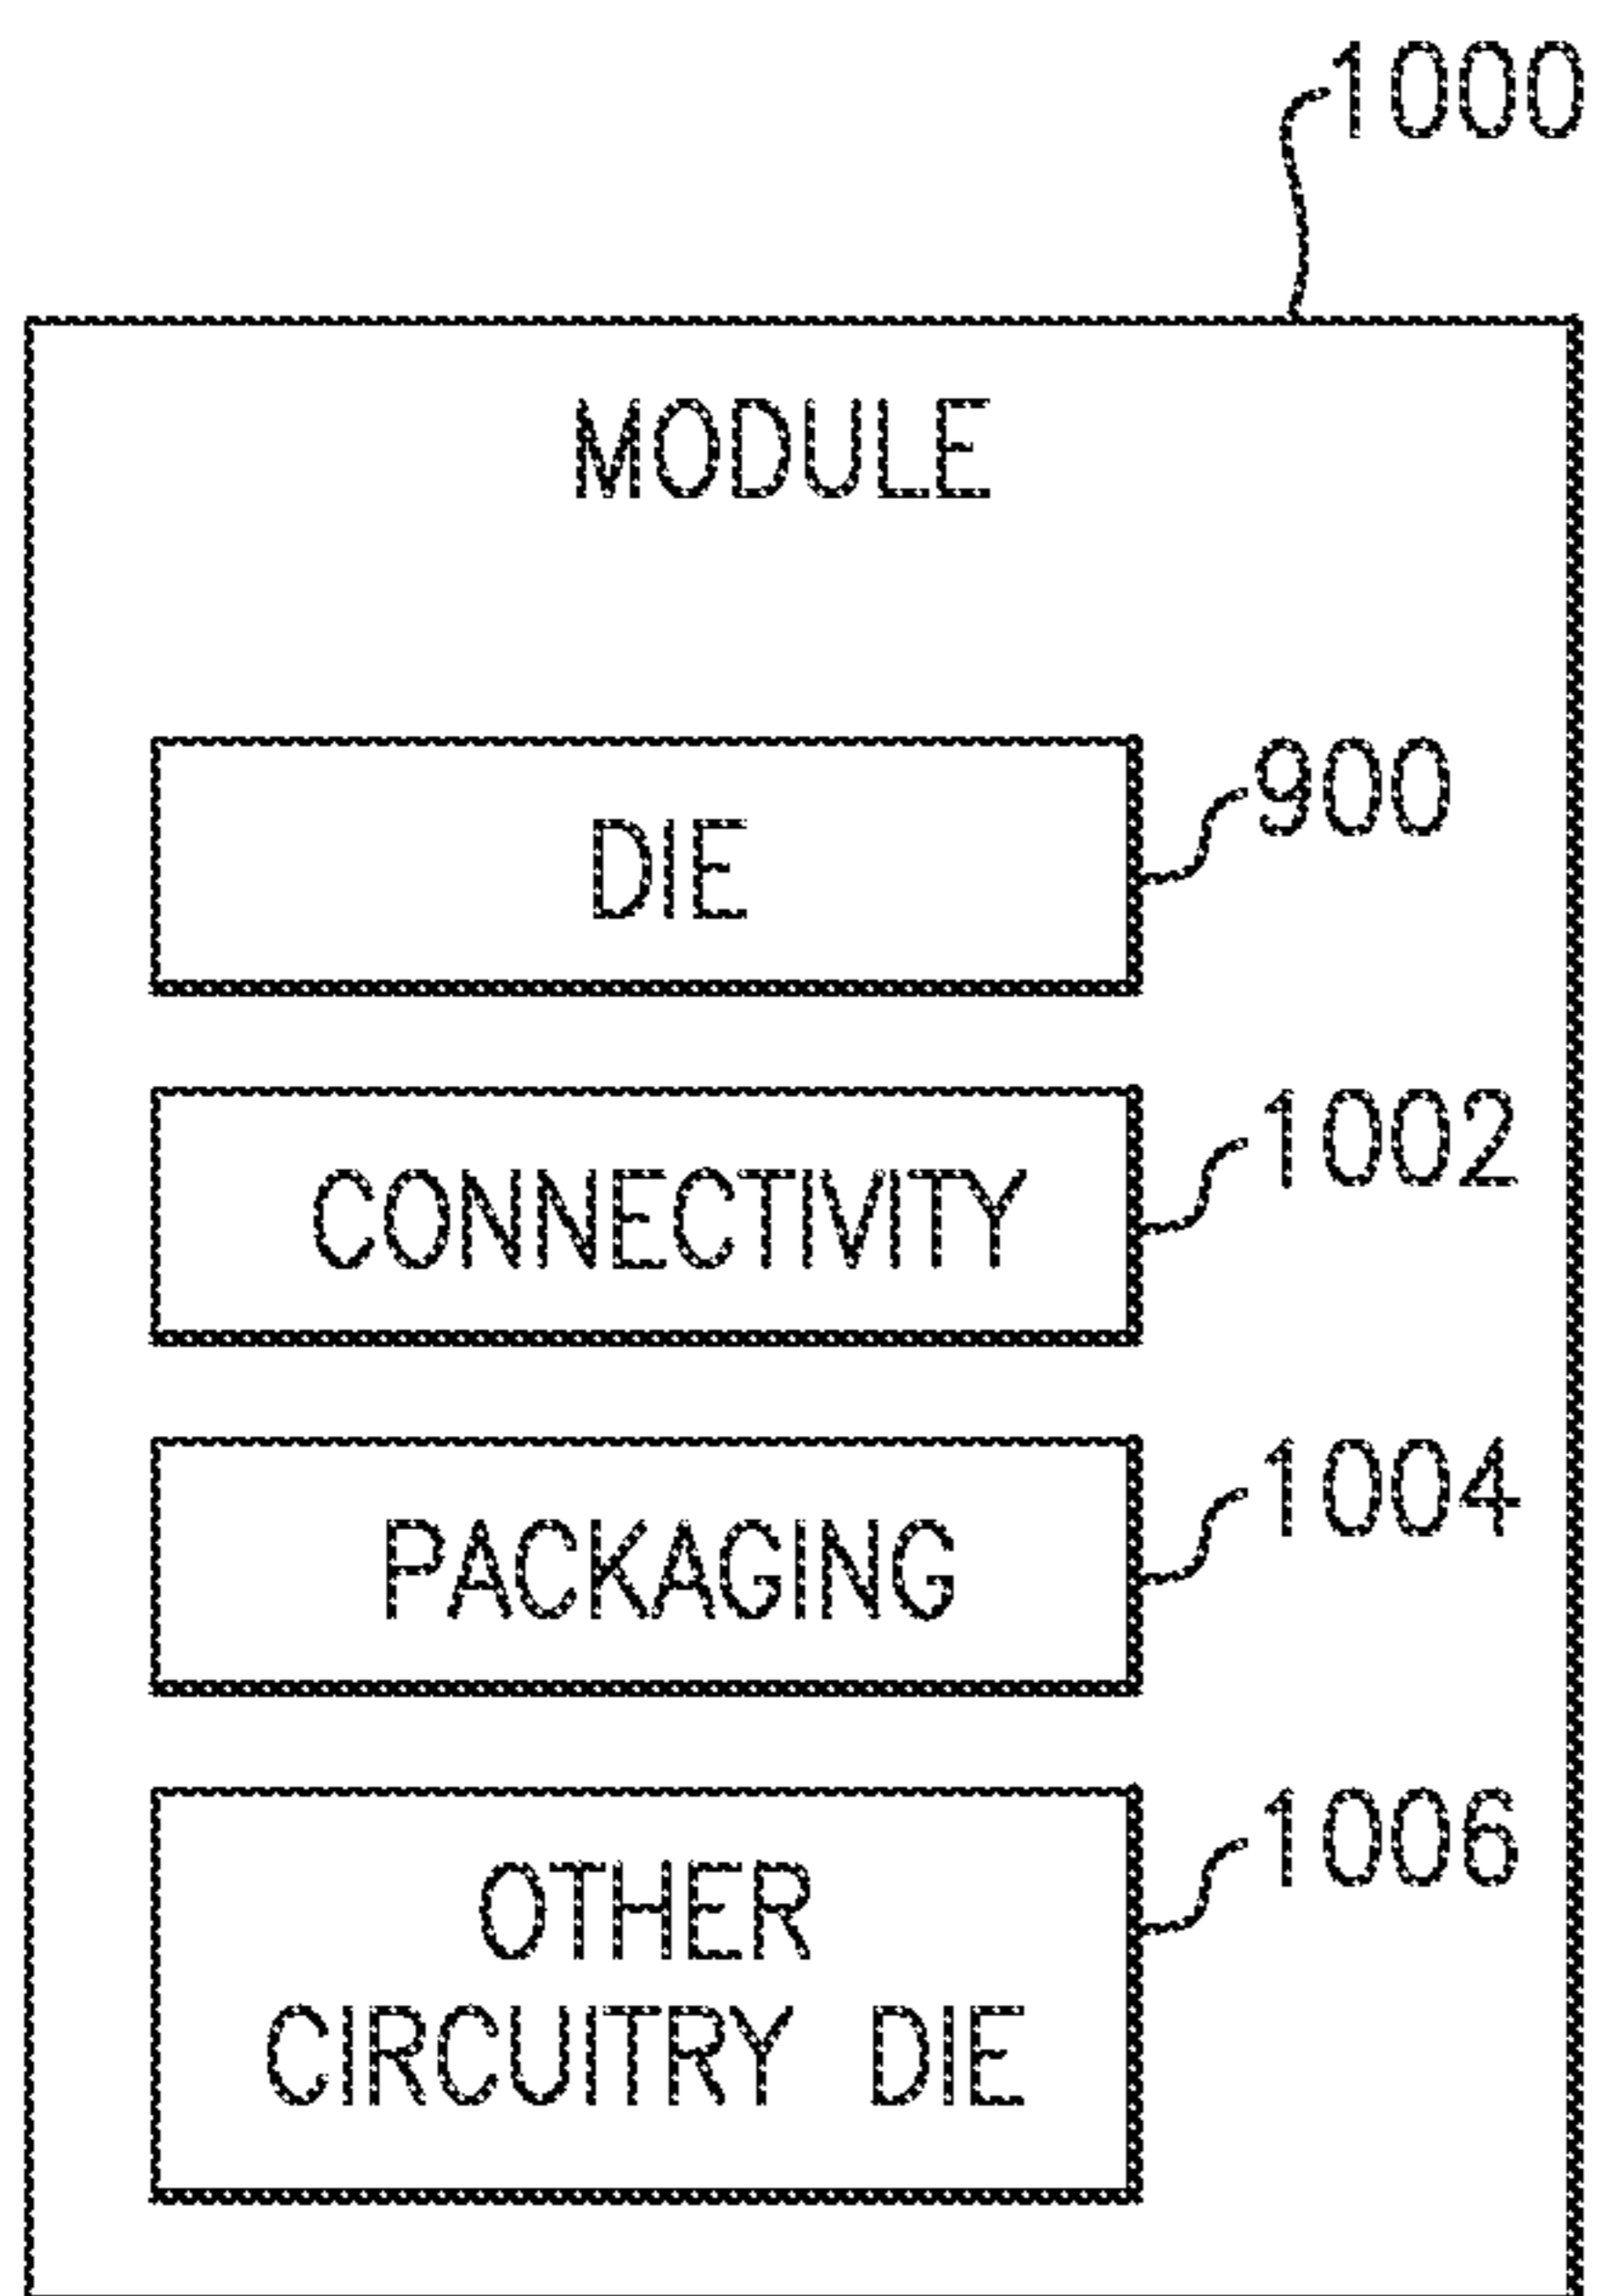 1000
MODULE
900
DIE
1002
CONNECTIVITY
1004
PACKAGING
1006
OTHER
CIRCUITRY DIE